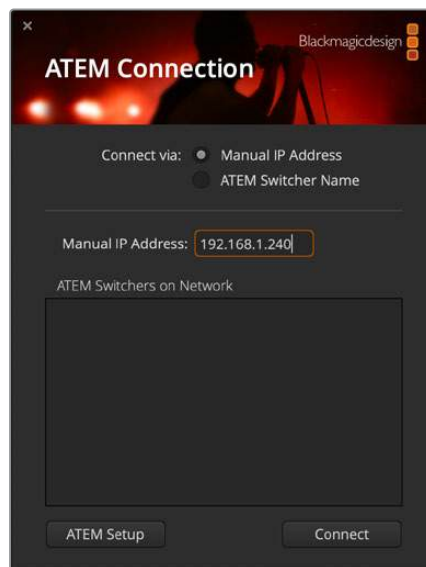 Blackmagicdesign
ATEM Connection
Connect via: Manual IP Address
ATEM Switcher Name
Manual IP Address: 192.168.1.240
ATEM Switchers on Network
ATEM Setup Connect